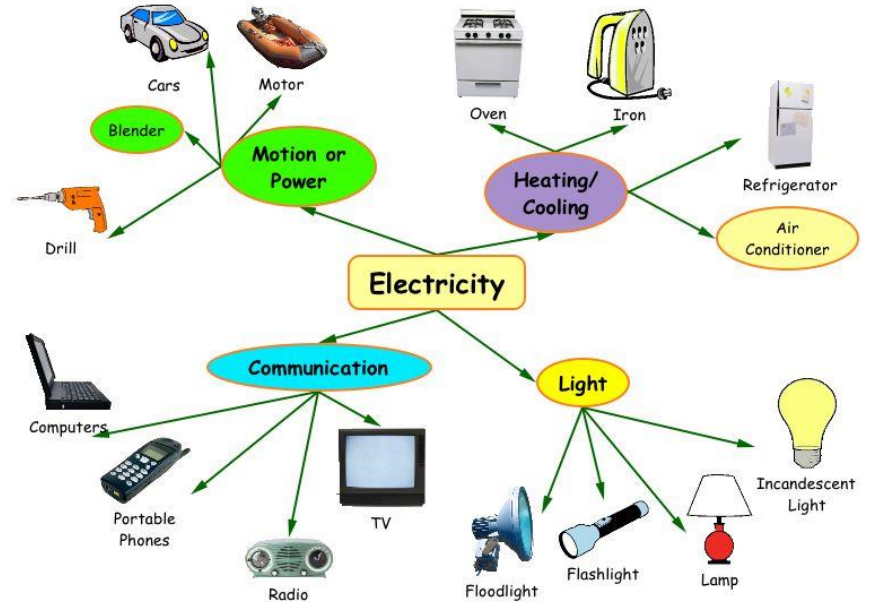 Cars
Motor
Blender
Motion or
Power
Drill
Oven
Iron
Heating/
Cooling
Refrigerator
Air
Conditioner
Electricity
Communication
Computers
Portable
Phones
Radio
TV
Light
Floodlight
Flashlight
Lamp
Incandescent
Light